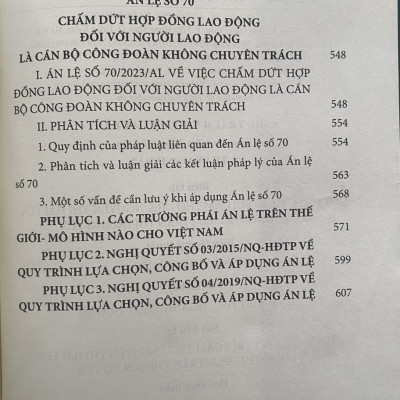 ÁN LỆ SỐ 70
CHẤM DỨT HỢP ĐỒNG LAO ĐỘNG
ĐỐI VỚI NGƯỜI LAO ĐỘNG
LÀ CÁN BỘ CÔNG ĐOÀN KHÔNG CHUYÊN TRÁCH 548
I. ÁN LỆ SỐ 70/2023/AL VỀ VIỆC CHẤM DỨT HỢP
ĐỒNG LAO ĐỘNG ĐỐI VỚI NGƯỜI LAO ĐỘNG LÀ CÁN
BỘ CÔNG ĐOÀN KHÔNG CHUYÊN TRÁCH 548
II. PHÂN TÍCH VÀ LUẬN GIẢI 554
1. Quy định của pháp luật liên quan đến Án lệ số 70 554
2. Phân tích và luận giải các kết luận pháp lý của Án lệ
số 70 563
3. Một số vấn đề cần lưu ý khi áp dụng Án lệ số 70 568
PHỤ LỤC 1. CÁC TRƯỜNG PHÁI ÁN LỆ TRÊN THẾ
GIỚI- MÔ HÌNH NÀO CHO VIỆT NAM 571
PHỤ LỤC 2. NGHỊ QUYẾT SỐ 03/2015/NQ-HĐTP VỀ
QUY TRÌNH LỰA CHỌN, CÔNG BỐ VÀ ÁP DỤNG ÁN LỆ 599
PHỤ LỤC 3. NGHỊ QUYẾT SỐ 04/2019/NQ-HĐTP VỀ
QUY TRÌNH LỰA CHỌN, CÔNG BỐ VÀ ÁP DỤNG ÁN LỆ 607